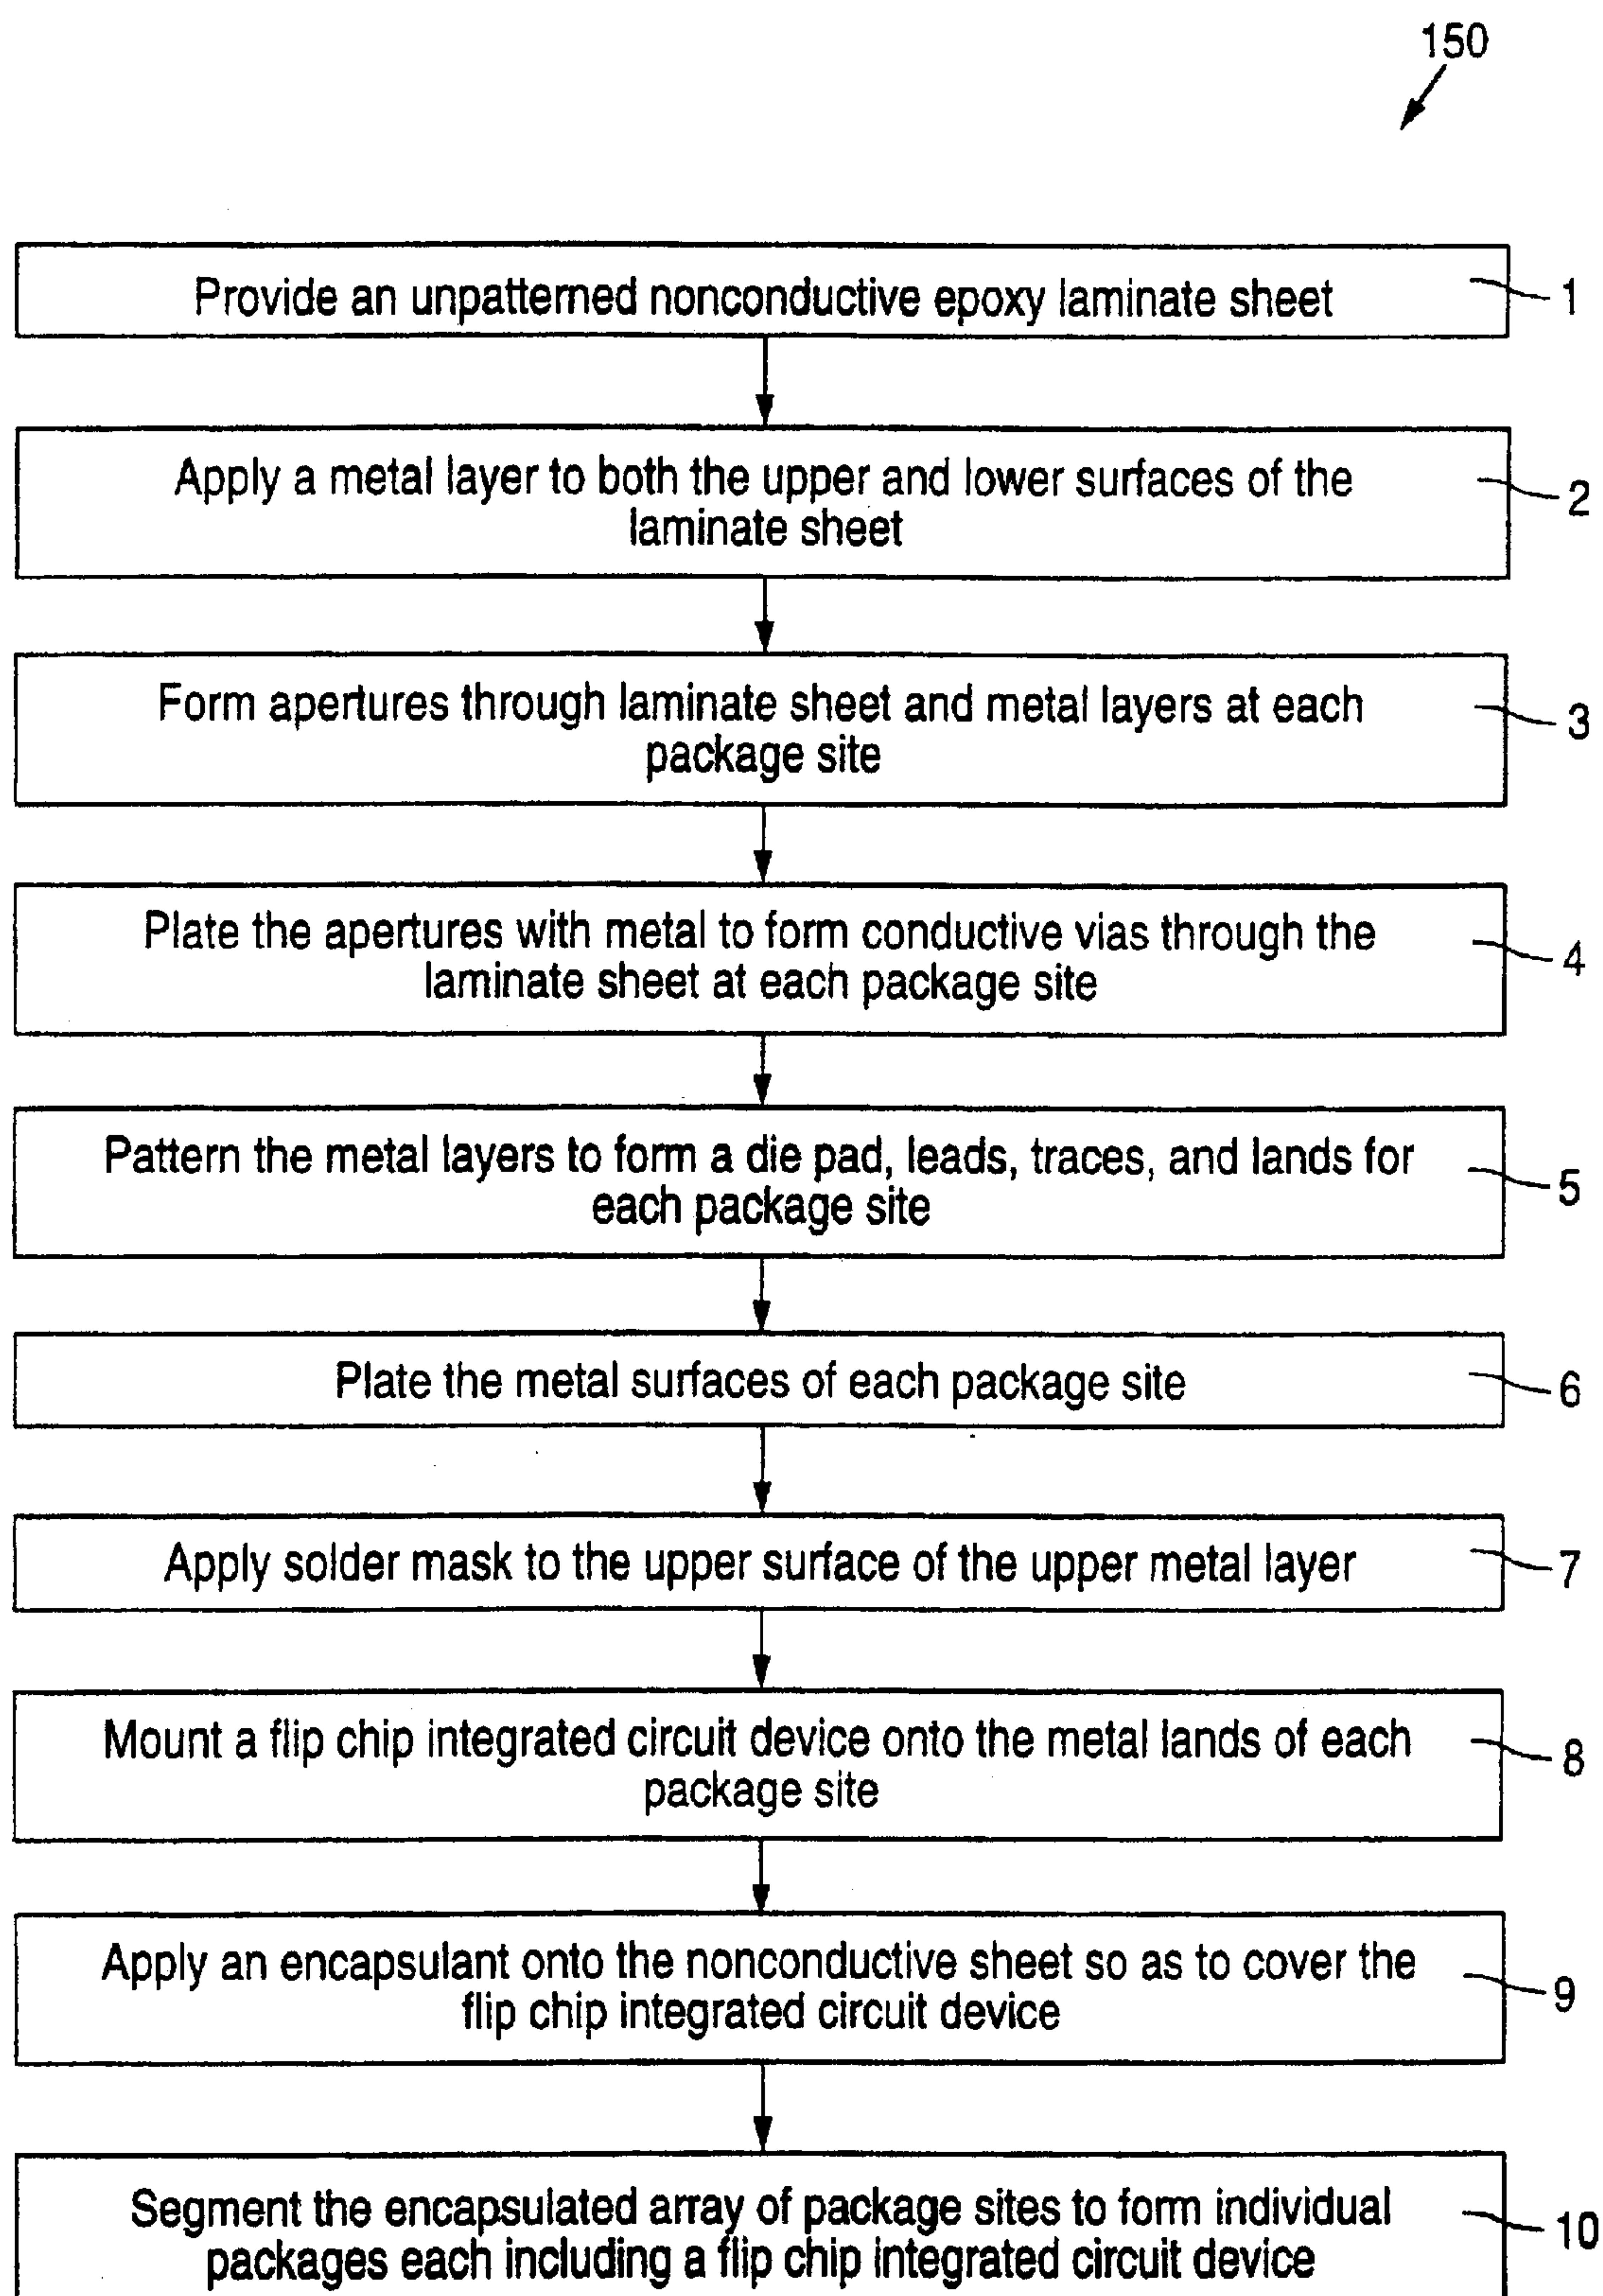 150
Provide an unpatterned nonconductive epoxy laminate sheet
1
Apply a metal layer to both the upper and lower surfaces of the
laminate sheet
2
Form apertures through laminate sheet and metal layers at each
package site
3
Plate the apertures with metal to form conductive vias through the
laminate sheet at each package site
4
Pattern the metal layers to form a die pad, leads, traces, and lands for
each package site
5
Plate the metal surfaces of each package site
6
Apply solder mask to the upper surface of the upper metal layer
7
Mount a flip chip integrated circuit device onto the metal lands of each
package site
8
Apply an encapsulant onto the nonconductive sheet so as to cover the
flip chip integrated circuit device
9
Segment the encapsulated array of package sites to form individual
packages each including a flip chip integrated circuit device
10